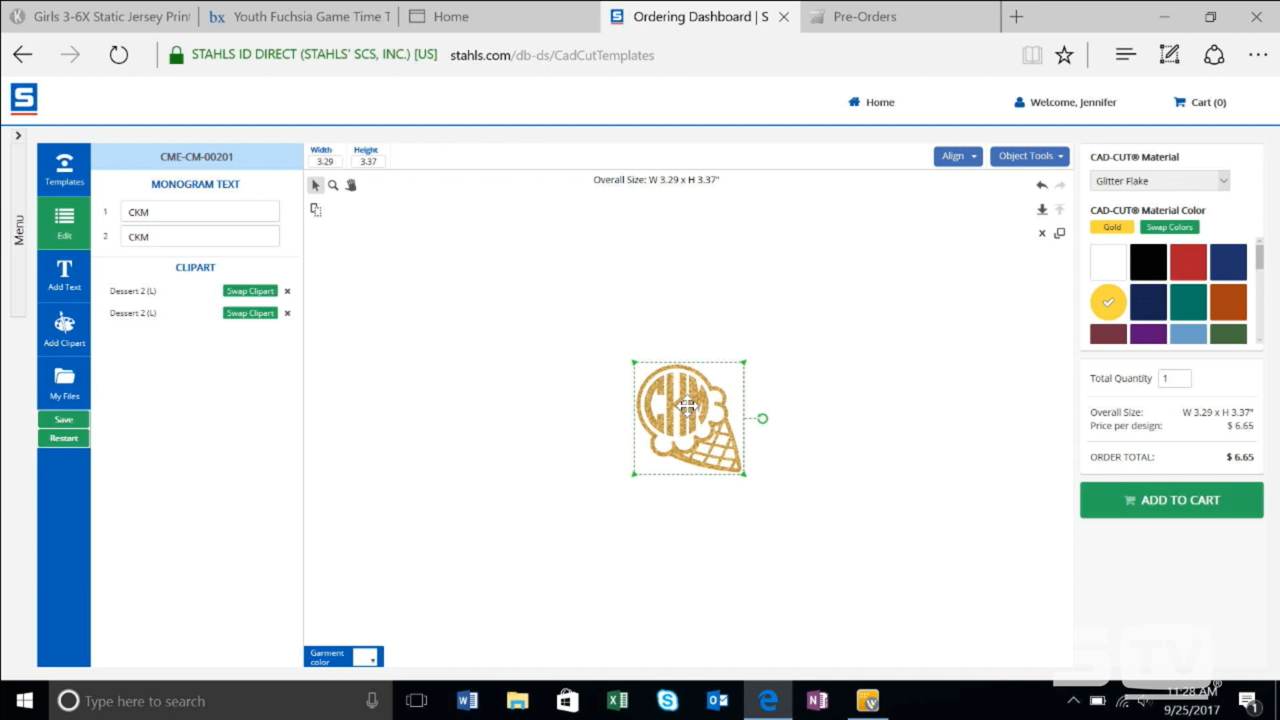 Girls 3-6X Static Jersey Print
bx Youth Fuchsia Game Time T
Home
S Ordering Dashboard | S
Pre-Orders
STAHLS ID DIRECT (STAHLS' SCS, INC.) [US] stahls.com/db-ds/CadCutTemplates
S
Home
Welcome, Jennifer
Cart (0)
Menu
Templates
Edit
Add Text
Add Clipart
My Files
Save
Restart
CME-CM-00201
MONOGRAM TEXT
1 CKM
2 CKM
CLIPART
Dessert 2 (L) Swap Clipart
Dessert 2 (L) Swap Clipart
Width Height
3.29 3.37
Overall Size: W 3.29 x H 3.37"
Align
Object Tools
CKM
Garment
color
CAD-CUT® Material
Glitter Flake
CAD-CUT® Material Color
Gold Swap Colors
Total Quantity 1
Overall Size: W 3.29 x H 3.37"
Price per design: $ 6.65
ORDER TOTAL: $ 6.65
ADD TO CART
STV®
Type here to search
11:28 AM
9/25/2017
1